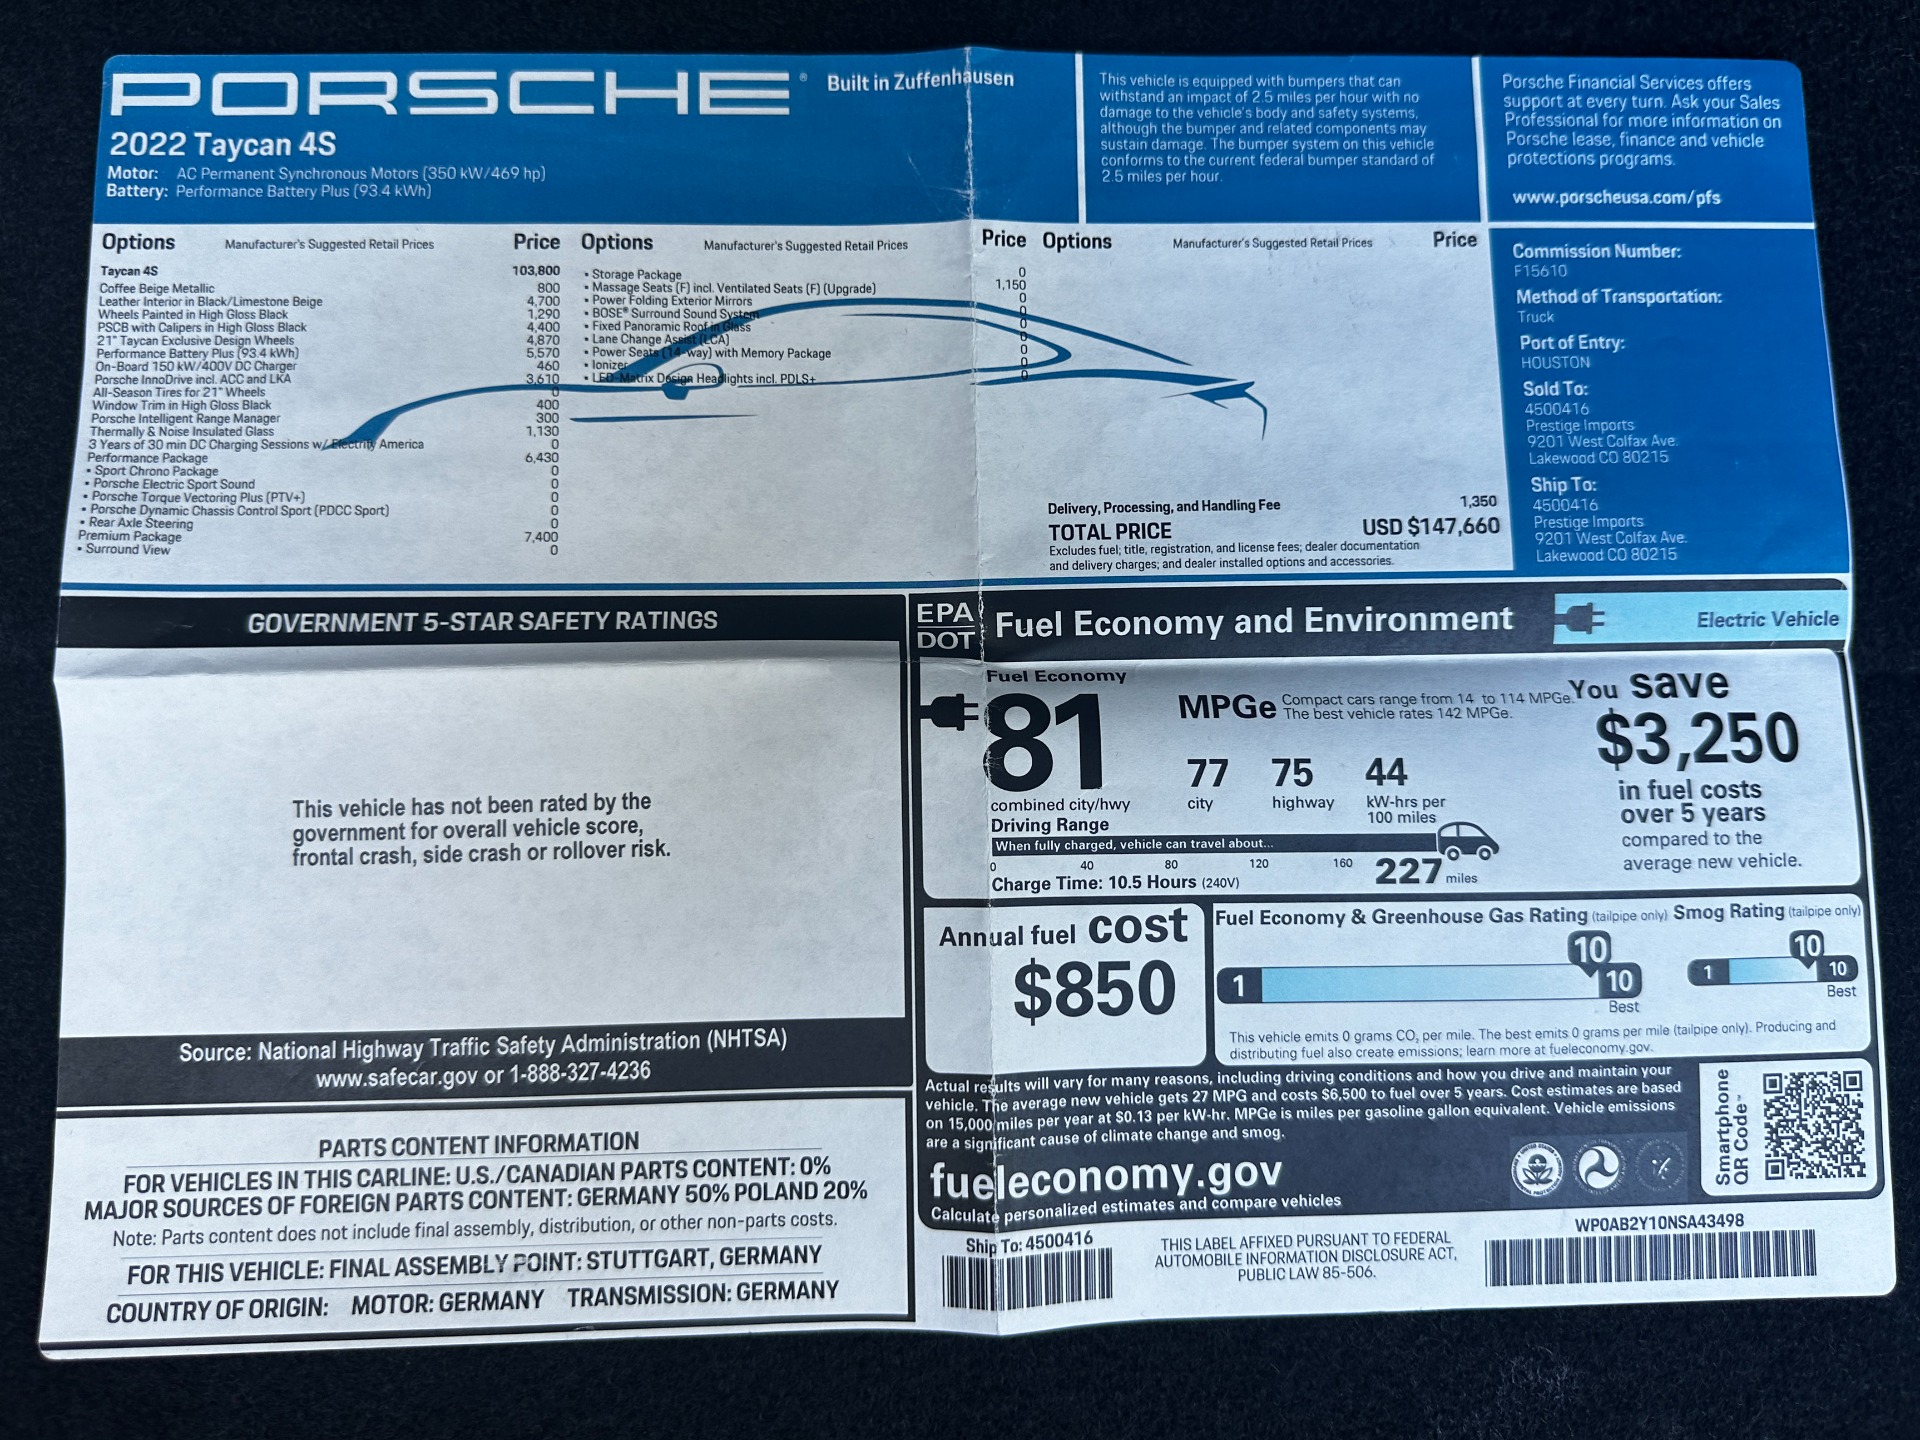 PORSCHE® Built in Zuffenhausen
2022 Taycan 4S
Motor: AC Permanent Synchronous Motors (350 kW/469 hp)
Battery: Performance Battery Plus (93.4 kWh)
This vehicle is equipped with bumpers that can
withstand an impact of 2.5 miles per hour with no
damage to the vehicle's body and safety systems,
although the bumper and related components may
sustain damage. The bumper system on this vehicle
conforms to the current federal bumper standard of
2.5 miles per hour.
Porsche Financial Services offers
support at every turn. Ask your Sales
Professional for more information on
Porsche lease, finance and vehicle
protections programs.
www.porscheusa.com/pfs
Options Manufacturer's Suggested Retail Prices Price
Taycan 4S 103,800
Coffee Beige Metallic 800
Leather Interior in Black/Limestone Beige 4,700
Wheels Painted in High Gloss Black 1,290
PSCB with Calipers in High Gloss Black 4,400
21" Taycan Exclusive Design Wheels 4,870
Performance Battery Plus (93.4 kWh) 5,570
On-Board 150 kW/400V DC Charger 460
Porsche InnoDrive incl. ACC and LKA 3,610
All-Season Tires for 21" Wheels 0
Window Trim in High Gloss Black 400
Porsche Intelligent Range Manager 300
Thermally & Noise Insulated Glass 1,130
3 Years of 30 min DC Charging Sessions w/ Electrify America 0
Performance Package 6,430
• Sport Chrono Package 0
• Porsche Electric Sport Sound 0
• Porsche Torque Vectoring Plus (PTV+) 0
• Porsche Dynamic Chassis Control Sport (PDCC Sport) 0
• Rear Axle Steering 0
Premium Package 7,400
• Surround View 0
Options Manufacturer's Suggested Retail Prices Price
• Storage Package 0
• Massage Seats (F) incl. Ventilated Seats (F) (Upgrade) 1,150
• Power Folding Exterior Mirrors 0
• BOSE® Surround Sound System 0
• Fixed Panoramic Roof in Glass 0
• Lane Change Assist (LCA) 0
• Power Seats (14-way) with Memory Package 0
• Ionizer 0
• LED-Matrix Design Headlights incl. PDLS+ 0
Options Manufacturer's Suggested Retail Prices Price
Delivery, Processing, and Handling Fee 1,350
TOTAL PRICE USD $147,660
Excludes fuel; title, registration, and license fees; dealer documentation
and delivery charges; and dealer installed options and accessories.
Commission Number:
F15610
Method of Transportation:
Truck
Port of Entry:
HOUSTON
Sold To:
4500416
Prestige Imports
9201 West Colfax Ave.
Lakewood CO 80215
Ship To:
4500416
Prestige Imports
9201 West Colfax Ave.
Lakewood CO 80215
GOVERNMENT 5-STAR SAFETY RATINGS
This vehicle has not been rated by the
government for overall vehicle score,
frontal crash, side crash or rollover risk.
Source: National Highway Traffic Safety Administration (NHTSA)
www.safecar.gov or 1-888-327-4236
PARTS CONTENT INFORMATION
FOR VEHICLES IN THIS CARLINE: U.S./CANADIAN PARTS CONTENT: 0%
MAJOR SOURCES OF FOREIGN PARTS CONTENT: GERMANY 50% POLAND 20%
Note: Parts content does not include final assembly, distribution, or other non-parts costs.
FOR THIS VEHICLE: FINAL ASSEMBLY POINT: STUTTGART, GERMANY
COUNTRY OF ORIGIN: MOTOR: GERMANY TRANSMISSION: GERMANY
EPA
DOT
Fuel Economy and Environment
Electric Vehicle
Fuel Economy
81
MPGe
Compact cars range from 14 to 114 MPGe.
The best vehicle rates 142 MPGe.
77 75 44
combined city/hwy city highway kW-hrs per
100 miles
Driving Range
When fully charged, vehicle can travel about...
0 40 80 120 160 227 miles
Charge Time: 10.5 Hours (240V)
You save
$3,250
in fuel costs
over 5 years
compared to the
average new vehicle.
Annual fuel cost
$850
Fuel Economy & Greenhouse Gas Rating (tailpipe only)
10
1 10
Best
Smog Rating (tailpipe only)
10
1 10
Best
This vehicle emits 0 grams CO₂ per mile. The best emits 0 grams per mile (tailpipe only). Producing and
distributing fuel also create emissions; learn more at fueleconomy.gov.
Actual results will vary for many reasons, including driving conditions and how you drive and maintain your
vehicle. The average new vehicle gets 27 MPG and costs $6,500 to fuel over 5 years. Cost estimates are based
on 15,000 miles per year at $0.13 per kW-hr. MPGe is miles per gasoline gallon equivalent. Vehicle emissions
are a significant cause of climate change and smog.
fueleconomy.gov
Calculate personalized estimates and compare vehicles
Smartphone
QR Code™
Ship To: 4500416
THIS LABEL AFFIXED PURSUANT TO FEDERAL
AUTOMOBILE INFORMATION DISCLOSURE ACT,
PUBLIC LAW 85-506.
WP0AB2Y10NSA43498